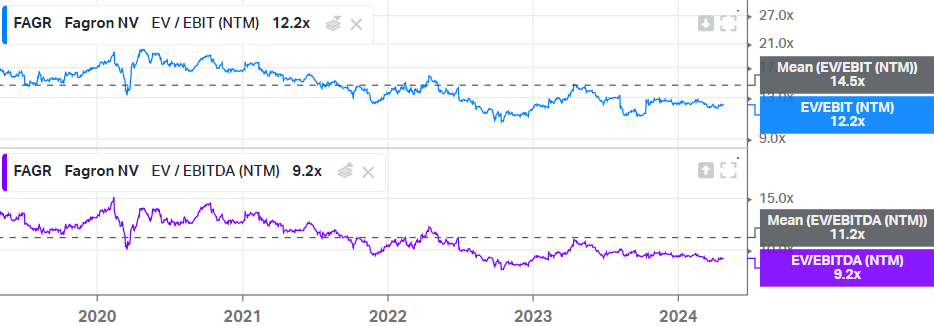 FAGR Fagron NV EV / EBIT (NTM) 12.2x
27.0x
21.0x
Mean (EV/EBIT (NTM))
14.5x
EV/EBIT (NTM)
12.2x
9.0x
FAGR Fagron NV EV / EBITDA (NTM) 9.2x
15.0x
Mean (EV/EBITDA (NTM))
11.2x
10.0x
EV/EBITDA (NTM)
9.2x
2020 2021 2022 2023 2024